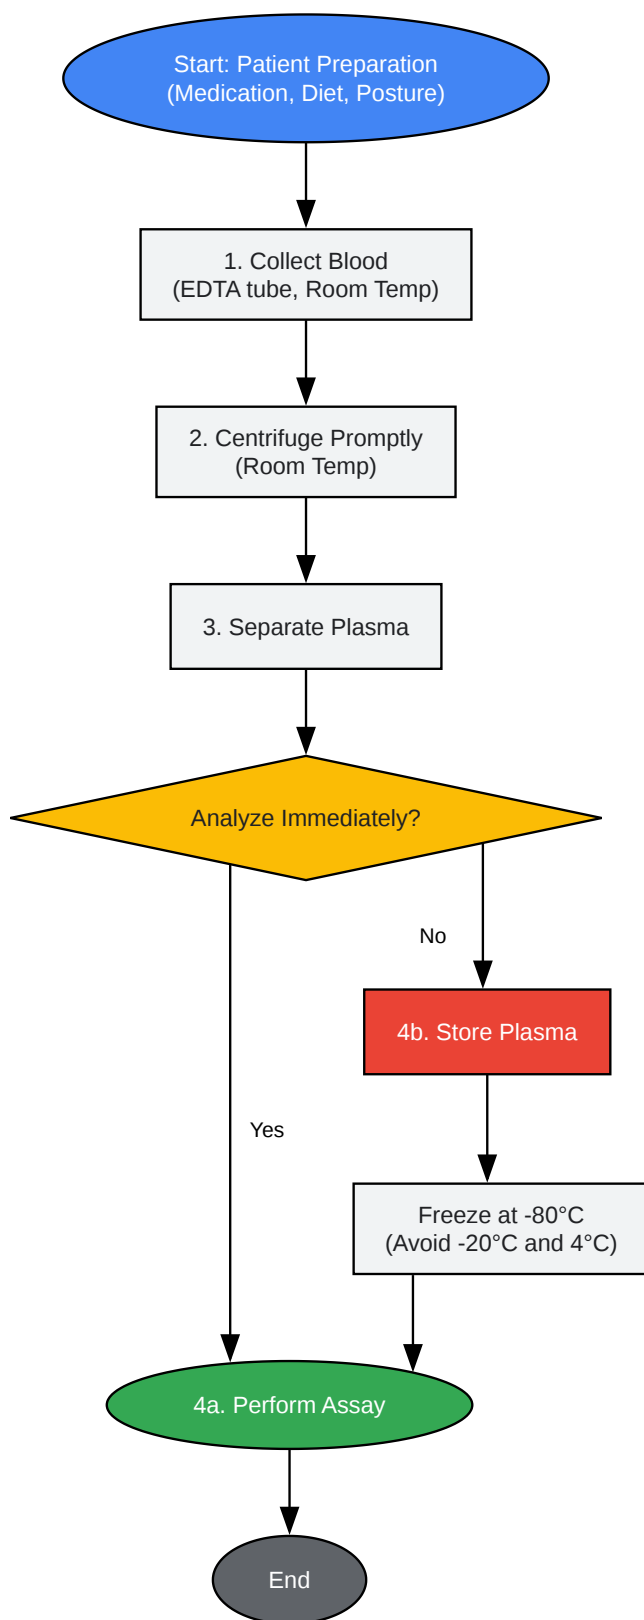 Start: Patient Preparation
(Medication, Diet, Posture)
1. Collect Blood
(EDTA tube, Room Temp)
2. Centrifuge Promptly
(Room Temp)
3. Separate Plasma
Analyze Immediately?
No
4b. Store Plasma
Yes
Freeze at -80°C
(Avoid -20°C and 4°C)
4a. Perform Assay
End